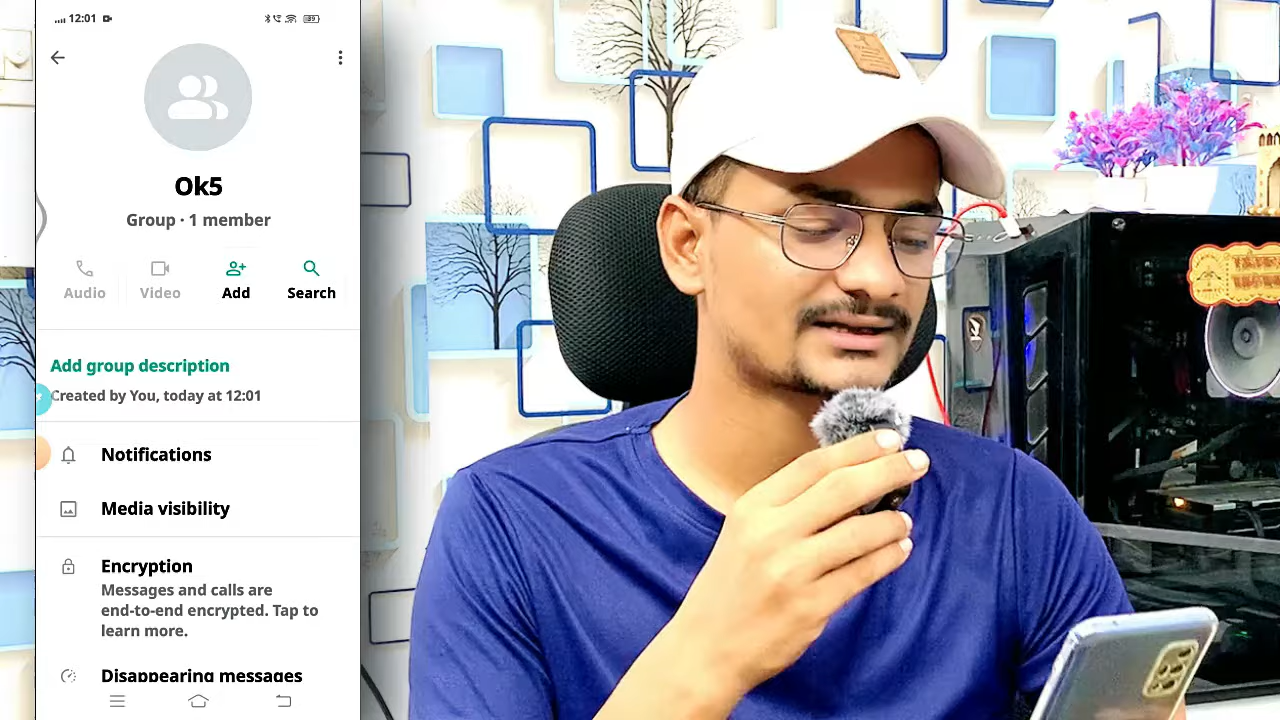 12:01
89
Ok5
Group · 1 member
Audio Video Add Search
Add group description
Created by You, today at 12:01
Notifications
Media visibility
Encryption
Messages and calls are
end-to-end encrypted. Tap to
learn more.
Disappearing messages